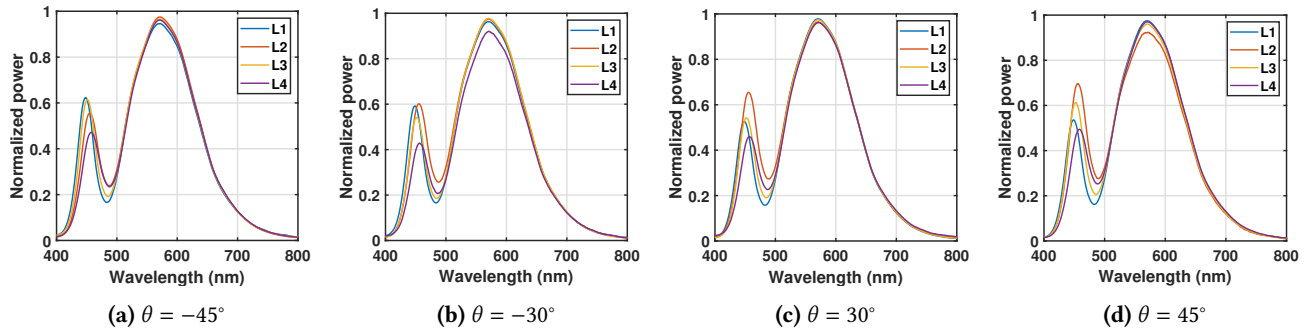 Normalized power
1
0.8
0.6
0.4
0.2
0
400 500 600 700 800
Wavelength (nm)
L1
L2
L3
L4
(a) θ = −45°
Normalized power
1
0.8
0.6
0.4
0.2
0
400 500 600 700 800
Wavelength (nm)
L1
L2
L3
L4
(b) θ = −30°
Normalized power
1
0.8
0.6
0.4
0.2
0
400 500 600 700 800
Wavelength (nm)
L1
L2
L3
L4
(c) θ = 30°
Normalized power
1
0.8
0.6
0.4
0.2
0
400 500 600 700 800
Wavelength (nm)
L1
L2
L3
L4
(d) θ = 45°